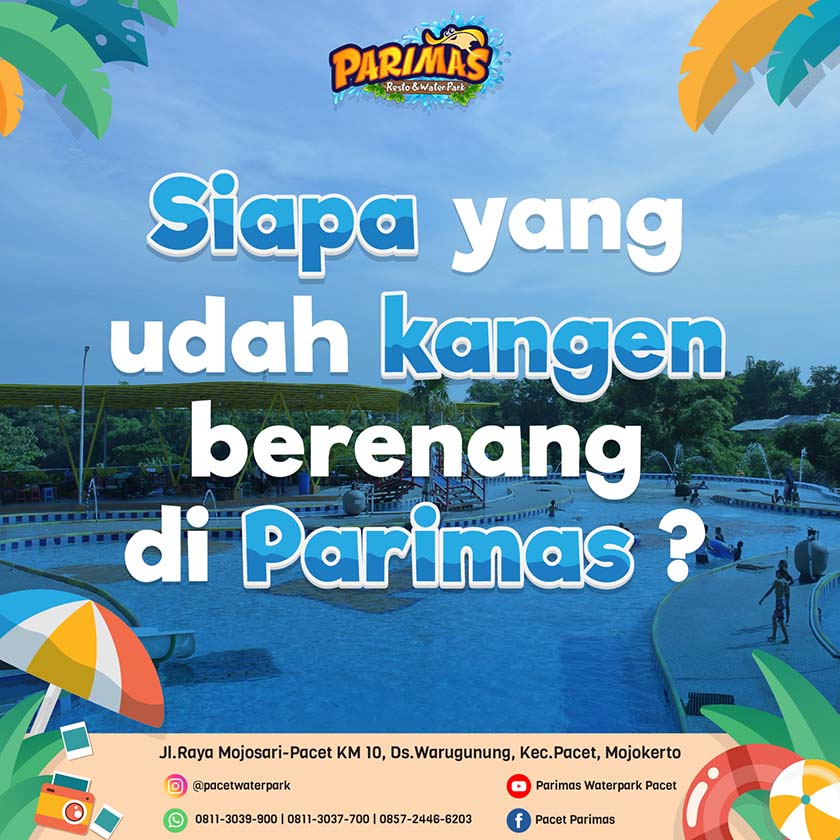 PARIMAS
Resto & Water Park
Siapa yang
udah kangen
berenang
di Parimas ?
Jl.Raya Mojosari-Pacet KM 10, Ds.Warugunung, Kec.Pacet, Mojokerto
@pacetwaterpark
Parimas Waterpark Pacet
0811-3039-900 | 0811-3037-700 | 0857-2446-6203
Pacet Parimas